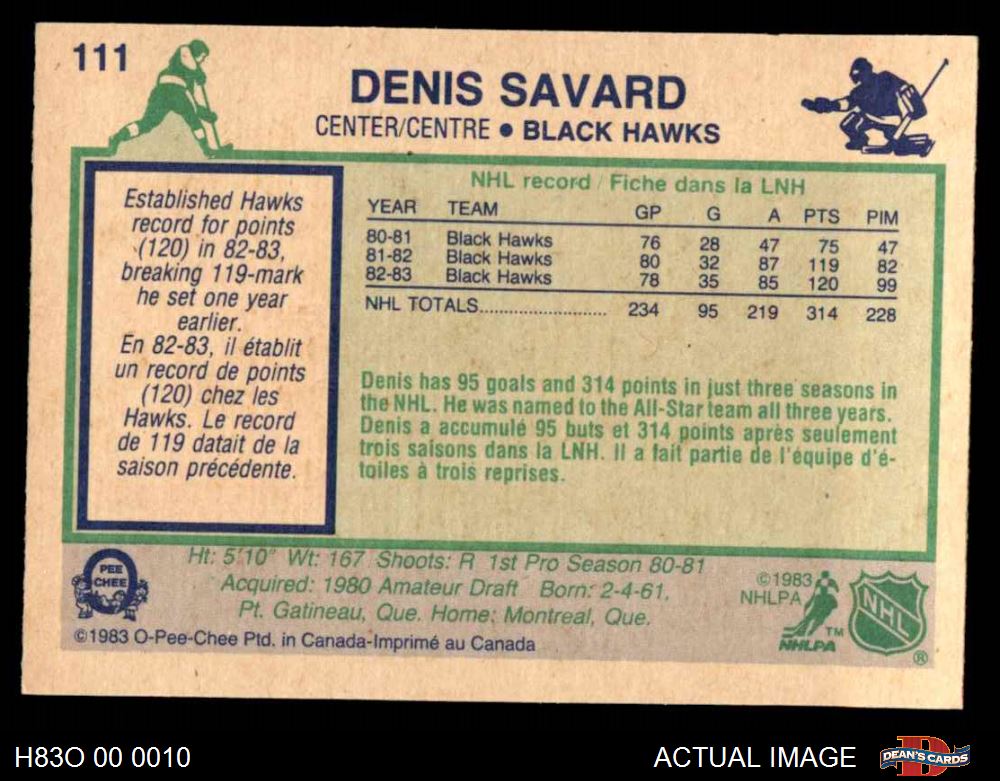 111
DENIS SAVARD
CENTER/CENTRE • BLACK HAWKS
Established Hawks
record for points
(120) in 82-83,
breaking 119-mark
he set one year
earlier.
En 82-83, il établit
un record de points
(120) chez les
Hawks. Le record
de 119 datait de la
saison précédente.
NHL record / Fiche dans la LNH
YEAR TEAM GP G A PTS PIM
80-81 Black Hawks 76 28 47 75 47
81-82 Black Hawks 80 32 87 119 82
82-83 Black Hawks 78 35 85 120 99
NHL TOTALS........................... 234 95 219 314 228
Denis has 95 goals and 314 points in just three seasons in
the NHL. He was named to the All-Star team all three years.
Denis a accumulé 95 buts et 314 points après seulement
trois saisons dans la LNH. Il a fait partie de l'équipe d'é-
toiles à trois reprises.
Ht: 5'10" Wt: 167 Shoots: R 1st Pro Season 80-81
Acquired: 1980 Amateur Draft Born: 2-4-61,
Pt. Gatineau, Que. Home: Montreal, Que.
©1983 O-Pee-Chee Ptd. in Canada-Imprimé au Canada
PEE
CHEE
©1983
NHLPA
TM
NHLPA
NHL
®
H83O 00 0010
ACTUAL IMAGE
DEAN'S CARDS